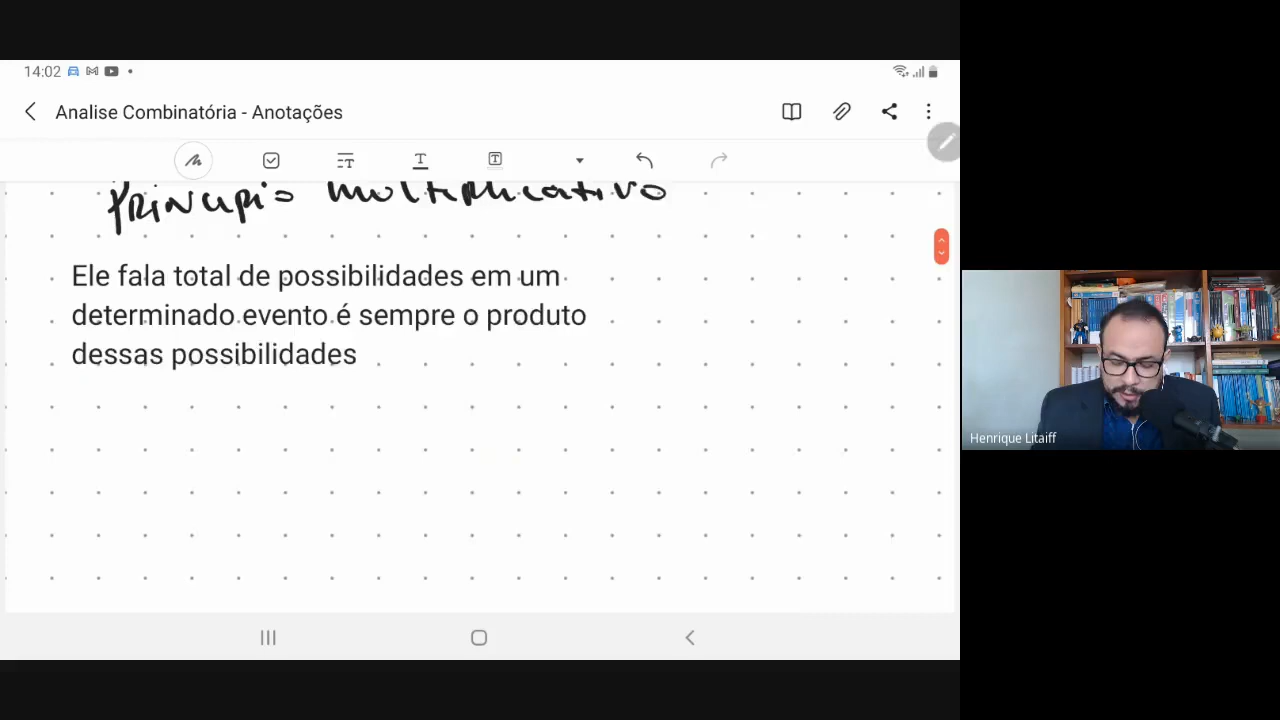 14:02
Analise Combinatória - Anotações
Princípio multiplicativo
Ele fala total de possibilidades em um
determinado evento é sempre o produto
dessas possibilidades
Henrique Litaiff